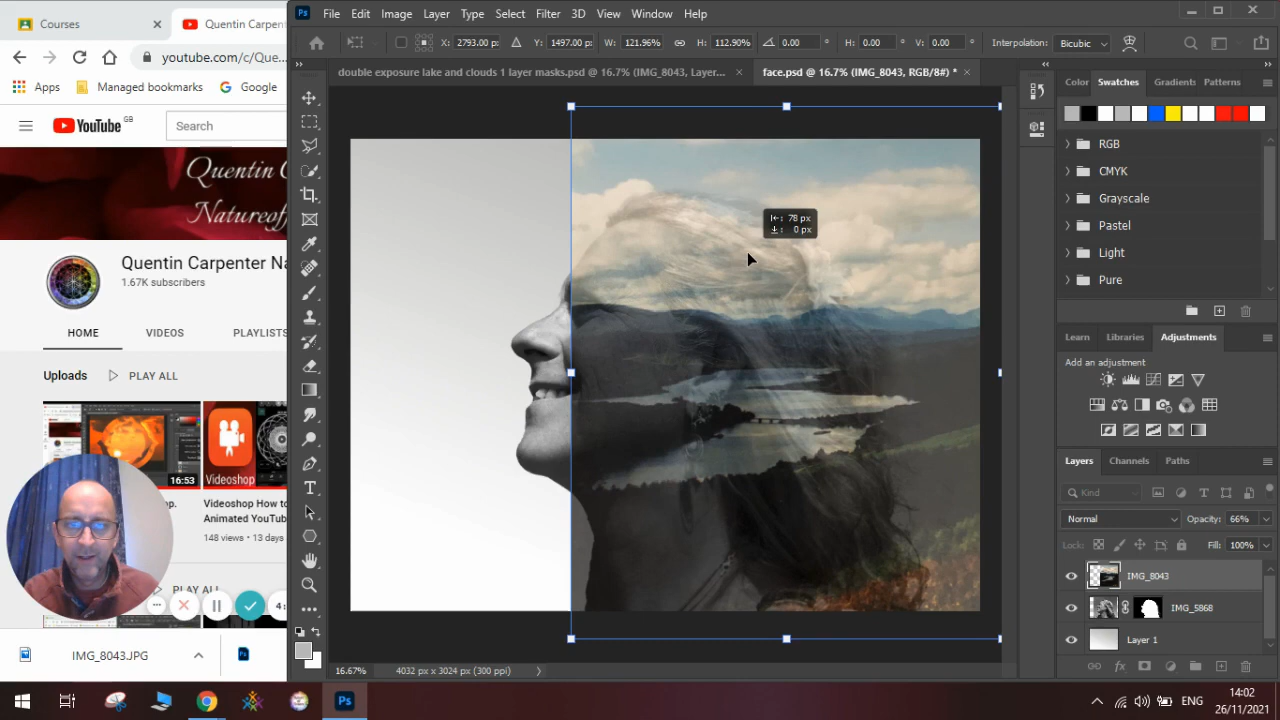 Courses
Quentin Carpen
youtube.com/c/Que...
Apps
Managed bookmarks
Google
YouTube GB
Search
Quentin C
Natureof
Quentin Carpenter Na
1.67K subscribers
HOME
VIDEOS
PLAYLISTS
Uploads
PLAY ALL
16:53
Videoshop
op.
Videoshop How to
Animated YouTub
148 views • 13 days
PLAY ALL
4:
IMG_8043.JPG
Ps
File Edit Image Layer Type Select Filter 3D View Window Help
X: 2793.00 px Y: 1497.00 px W: 121.96% H: 112.90% 0.00 ° H: 0.00 ° V: 0.00 ° Interpolation: Bicubic
double exposure lake and clouds 1 layer masks.psd @ 16.7% (IMG_8043, Layer... ×
face.psd @ 16.7% (IMG_8043, RGB/8#) * ×
78 px
0 px
16.67%
4032 px x 3024 px (300 ppi)
Color Swatches Gradients Patterns
RGB
CMYK
Grayscale
Pastel
Light
Pure
Learn Libraries Adjustments
Add an adjustment
Layers Channels Paths
Kind
Normal Opacity: 66%
Lock: Fill: 100%
IMG_8043
IMG_5868
Layer 1
Ps
ENG
14:02
26/11/2021